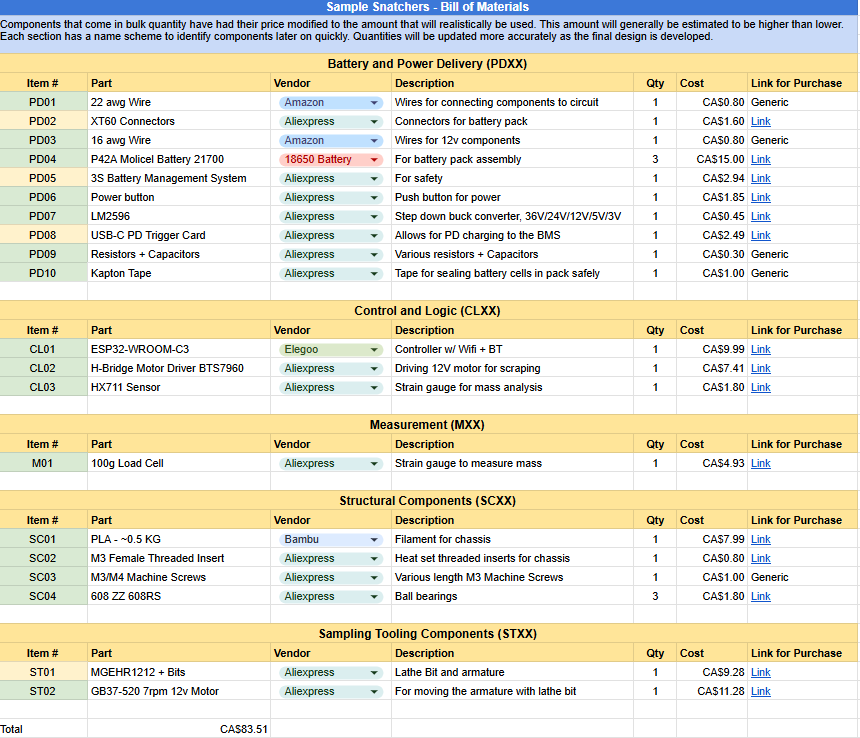 Sample Snatchers - Bill of Materials
Components that come in bulk quantity have had their price modified to the amount that will realistically be used. This amount will generally be estimated to be higher than lower.
Each section has a name scheme to identify components later on quickly. Quantities will be updated more accurately as the final design is developed.
Battery and Power Delivery (PDXX)
Item # Part Vendor Description Qty Cost Link for Purchase
PD01 22 awg Wire Amazon Wires for connecting components to circuit 1 CA$0.80 Generic
PD02 XT60 Connectors Aliexpress Connectors for battery pack 1 CA$1.60 Link
PD03 16 awg Wire Amazon Wires for 12v components 1 CA$0.80 Generic
PD04 P42A Molicel Battery 21700 18650 Battery For battery pack assembly 3 CA$15.00 Link
PD05 3S Battery Management System Aliexpress For safety 1 CA$2.94 Link
PD06 Power button Aliexpress Push button for power 1 CA$1.85 Link
PD07 LM2596 Aliexpress Step down buck converter, 36V/24V/12V/5V/3V 1 CA$0.45 Link
PD08 USB-C PD Trigger Card Aliexpress Allows for PD charging to the BMS 1 CA$2.49 Link
PD09 Resistors + Capacitors Aliexpress Various resistors + Capacitors 1 CA$0.30 Generic
PD10 Kapton Tape Aliexpress Tape for sealing battery cells in pack safely 1 CA$1.00 Generic
Control and Logic (CLXX)
Item # Part Vendor Description Qty Cost Link for Purchase
CL01 ESP32-WROOM-C3 Elegoo Controller w/ Wifi + BT 1 CA$9.99 Link
CL02 H-Bridge Motor Driver BTS7960 Aliexpress Driving 12V motor for scraping 1 CA$7.41 Link
CL03 HX711 Sensor Aliexpress Strain gauge for mass analysis 1 CA$1.80 Link
Measurement (MXX)
Item # Part Vendor Description Qty Cost Link for Purchase
M01 100g Load Cell Aliexpress Strain gauge to measure mass 1 CA$4.93 Link
Structural Components (SCXX)
Item # Part Vendor Description Qty Cost Link for Purchase
SC01 PLA - ~0.5 KG Bambu Filament for chassis 1 CA$7.99 Link
SC02 M3 Female Threaded Insert Aliexpress Heat set threaded inserts for chassis 1 CA$0.80 Link
SC03 M3/M4 Machine Screws Aliexpress Various length M3 Machine Screws 1 CA$1.00 Generic
SC04 608 ZZ 608RS Aliexpress Ball bearings 3 CA$1.80 Link
Sampling Tooling Components (STXX)
Item # Part Vendor Description Qty Cost Link for Purchase
ST01 MGEHR1212 + Bits Aliexpress Lathe Bit and armature 1 CA$9.28 Link
ST02 GB37-520 7rpm 12v Motor Aliexpress For moving the armature with lathe bit 1 CA$11.28 Link
Total CA$83.51